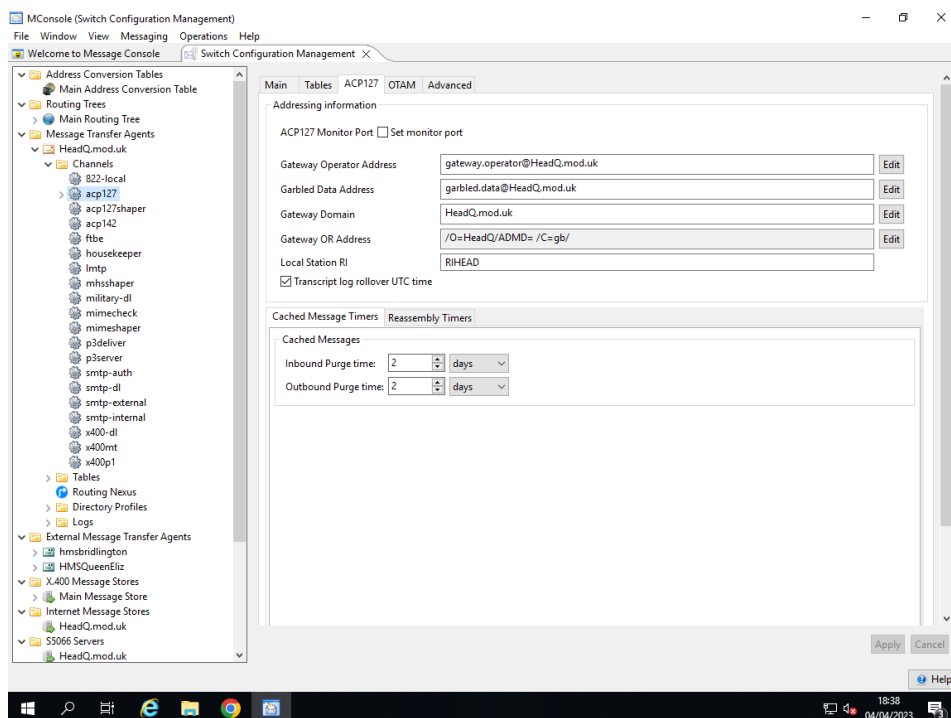 MConsole (Switch Configuration Management)
File Window View Messaging Operations Help
Welcome to Message Console
Switch Configuration Management
Address Conversion Tables
Main Address Conversion Table
Routing Trees
Main Routing Tree
Message Transfer Agents
HeadQ.mod.uk
Channels
822-local
acp127
acp127shaper
acp142
ftbe
housekeeper
lmtp
mhsshaper
military-dl
mimecheck
mimeshaper
p3deliver
p3server
smtp-auth
smtp-dl
smtp-external
smtp-internal
x400-dl
x400mt
x400p1
Tables
Routing Nexus
Directory Profiles
Logs
External Message Transfer Agents
hmsbridlington
HMSQueenEliz
X.400 Message Stores
Main Message Store
Internet Message Stores
HeadQ.mod.uk
S5066 Servers
HeadQ.mod.uk
Main Tables ACP127 OTAM Advanced
Addressing information
ACP127 Monitor Port Set monitor port
Gateway Operator Address gateway.operator@HeadQ.mod.uk Edit
Garbled Data Address garbled.data@HeadQ.mod.uk Edit
Gateway Domain HeadQ.mod.uk Edit
Gateway OR Address /O=HeadQ/ADMD= /C=gb/ Edit
Local Station RI RIHEAD
Transcript log rollover UTC time
Cached Message Timers Reassembly Timers
Cached Messages
Inbound Purge time: 2 days
Outbound Purge time: 2 days
Apply Cancel
Help
18:38
04/04/2023
3